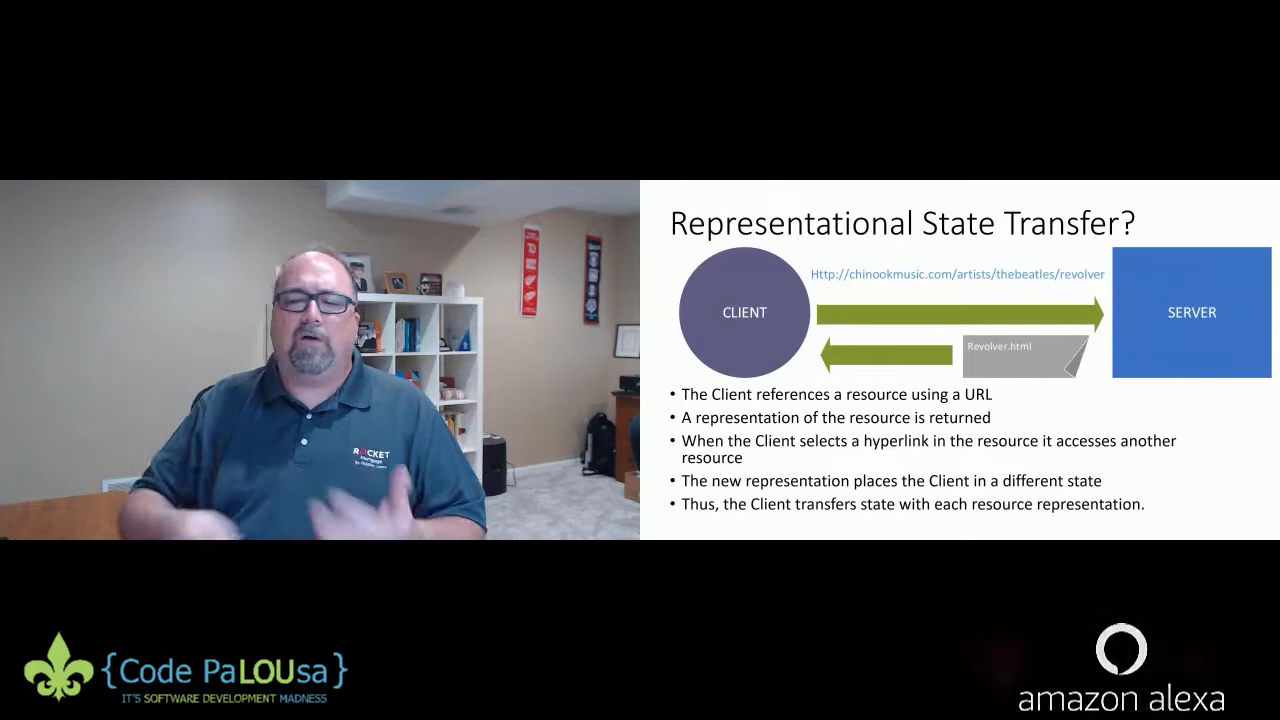 Representational State Transfer?
Http://chinookmusic.com/artists/thebeatles/revolver
CLIENT
SERVER
Revolver.html
• The Client references a resource using a URL
• A representation of the resource is returned
• When the Client selects a hyperlink in the resource it accesses another
resource
• The new representation places the Client in a different state
• Thus, the Client transfers state with each resource representation.
ROCKET
Mortgage
{Code PaLOUsa}
IT'S SOFTWARE DEVELOPMENT MADNESS
amazon alexa